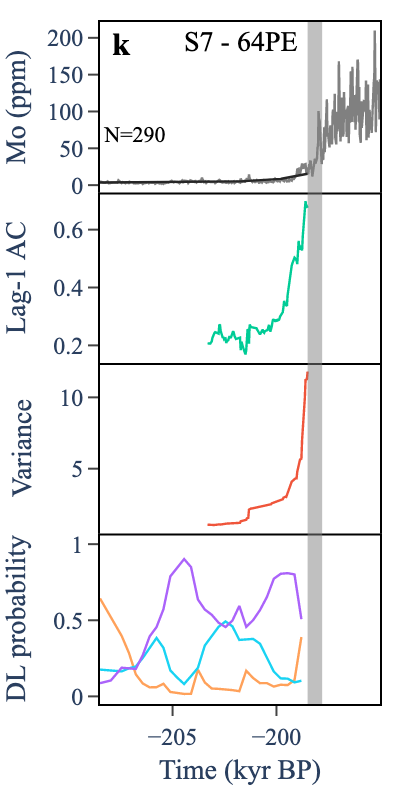 k S7 - 64PE
N=290
Mo (ppm)
200
150
100
50
0
Lag-1 AC
0.6
0.4
0.2
Variance
10
5
DL probability
1
0.5
0
−205 −200
Time (kyr BP)